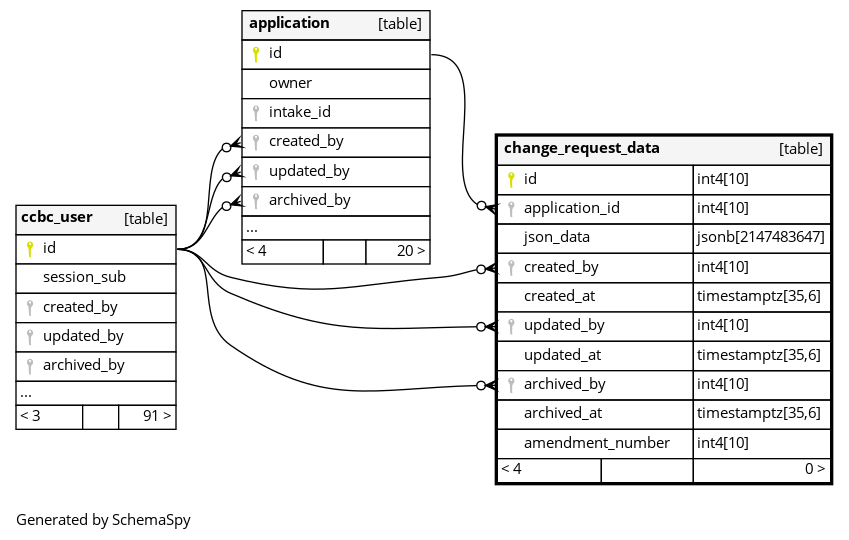 application [table]
id
owner
intake_id
created_by
updated_by
archived_by
...
< 4 20 >
change_request_data [table]
id int4[10]
application_id int4[10]
json_data jsonb[2147483647]
created_by int4[10]
created_at timestamptz[35,6]
updated_by int4[10]
updated_at timestamptz[35,6]
archived_by int4[10]
archived_at timestamptz[35,6]
amendment_number int4[10]
< 4 0 >
ccbc_user [table]
id
session_sub
created_by
updated_by
archived_by
...
< 3 91 >
Generated by SchemaSpy